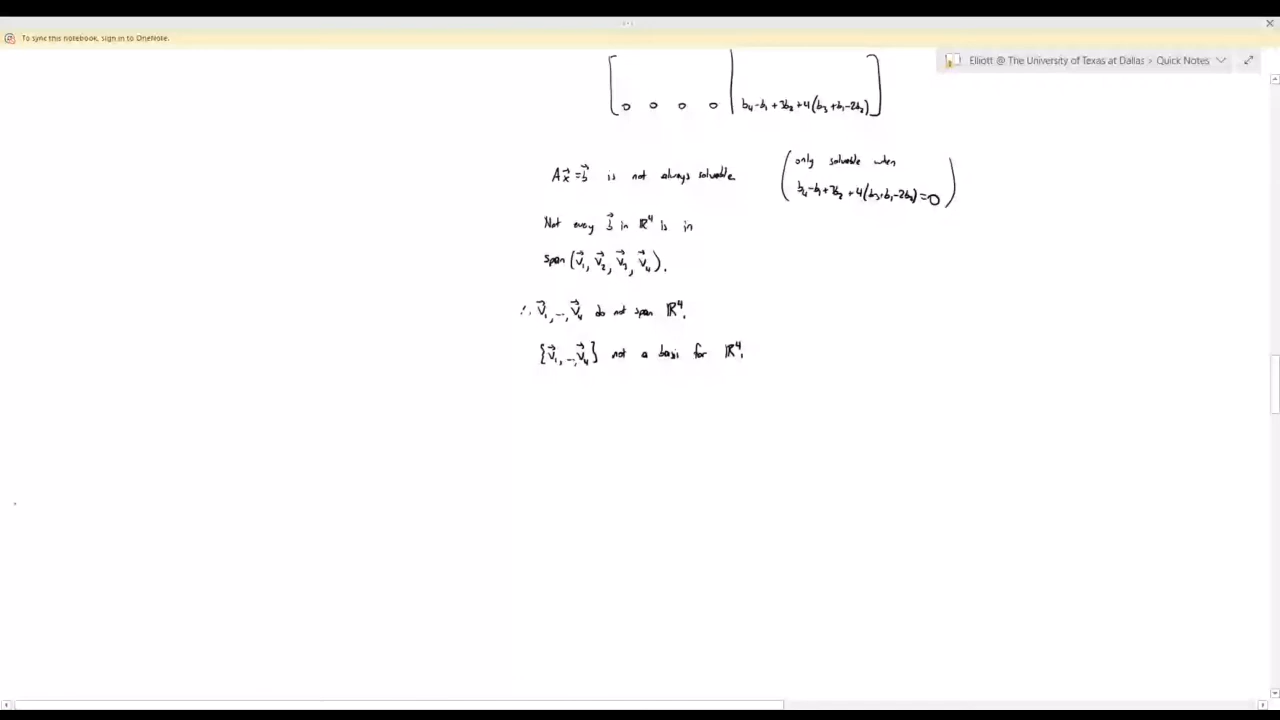 To sync this notebook, sign in to OneNote.
Elliott @ The University of Texas at Dallas > Quick Notes
0 0 0 0 b₄-b₁+3b₂+4(b₃+b₁-2b₂)
Ax⃗=b⃗ is not always solvable.
(only solvable when
b₄-b₁+3b₂+4(b₃+b₁-2b₂)=0)
Not every b⃗ in ℝ⁴ is in
span(v⃗₁, v⃗₂, v⃗₃, v⃗₄).
∴ v⃗₁, ..., v⃗₄ do not span ℝ⁴.
{v⃗₁, ..., v⃗₄} not a basis for ℝ⁴.